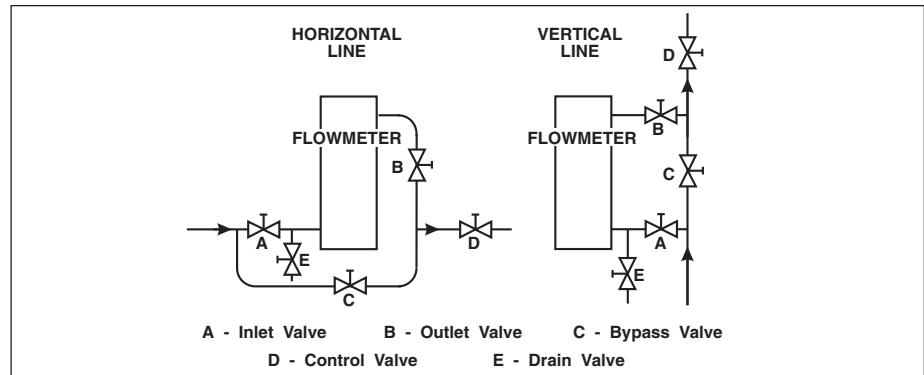 HORIZONTAL
LINE
VERTICAL
LINE
D
FLOWMETER
B
A
E
C
D
FLOWMETER
B
C
A
E
A - Inlet Valve B - Outlet Valve C - Bypass Valve
D - Control Valve E - Drain Valve